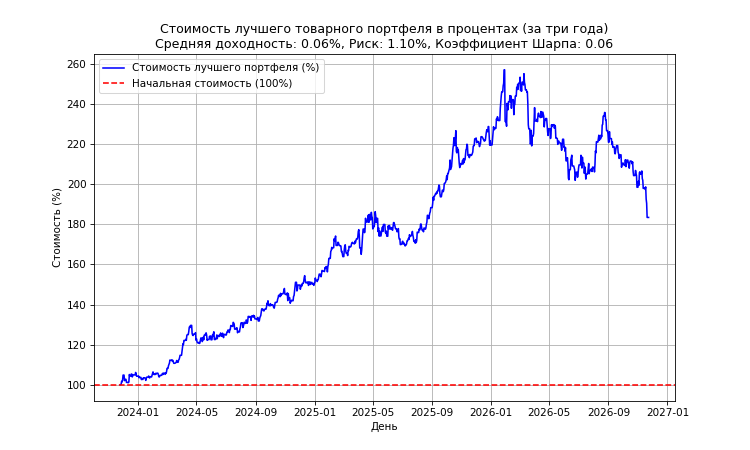 Стоимость лучшего товарного портфеля в процентах (за три года)
Средняя доходность: 0.06%, Риск: 1.10%, Коэффициент Шарпа: 0.06
Стоимость лучшего портфеля (%)
Начальная стоимость (100%)
Стоимость (%)
260
240
220
200
180
160
140
120
100
2024-01 2024-05 2024-09 2025-01 2025-05 2025-09 2026-01 2026-05 2026-09 2027-01
День